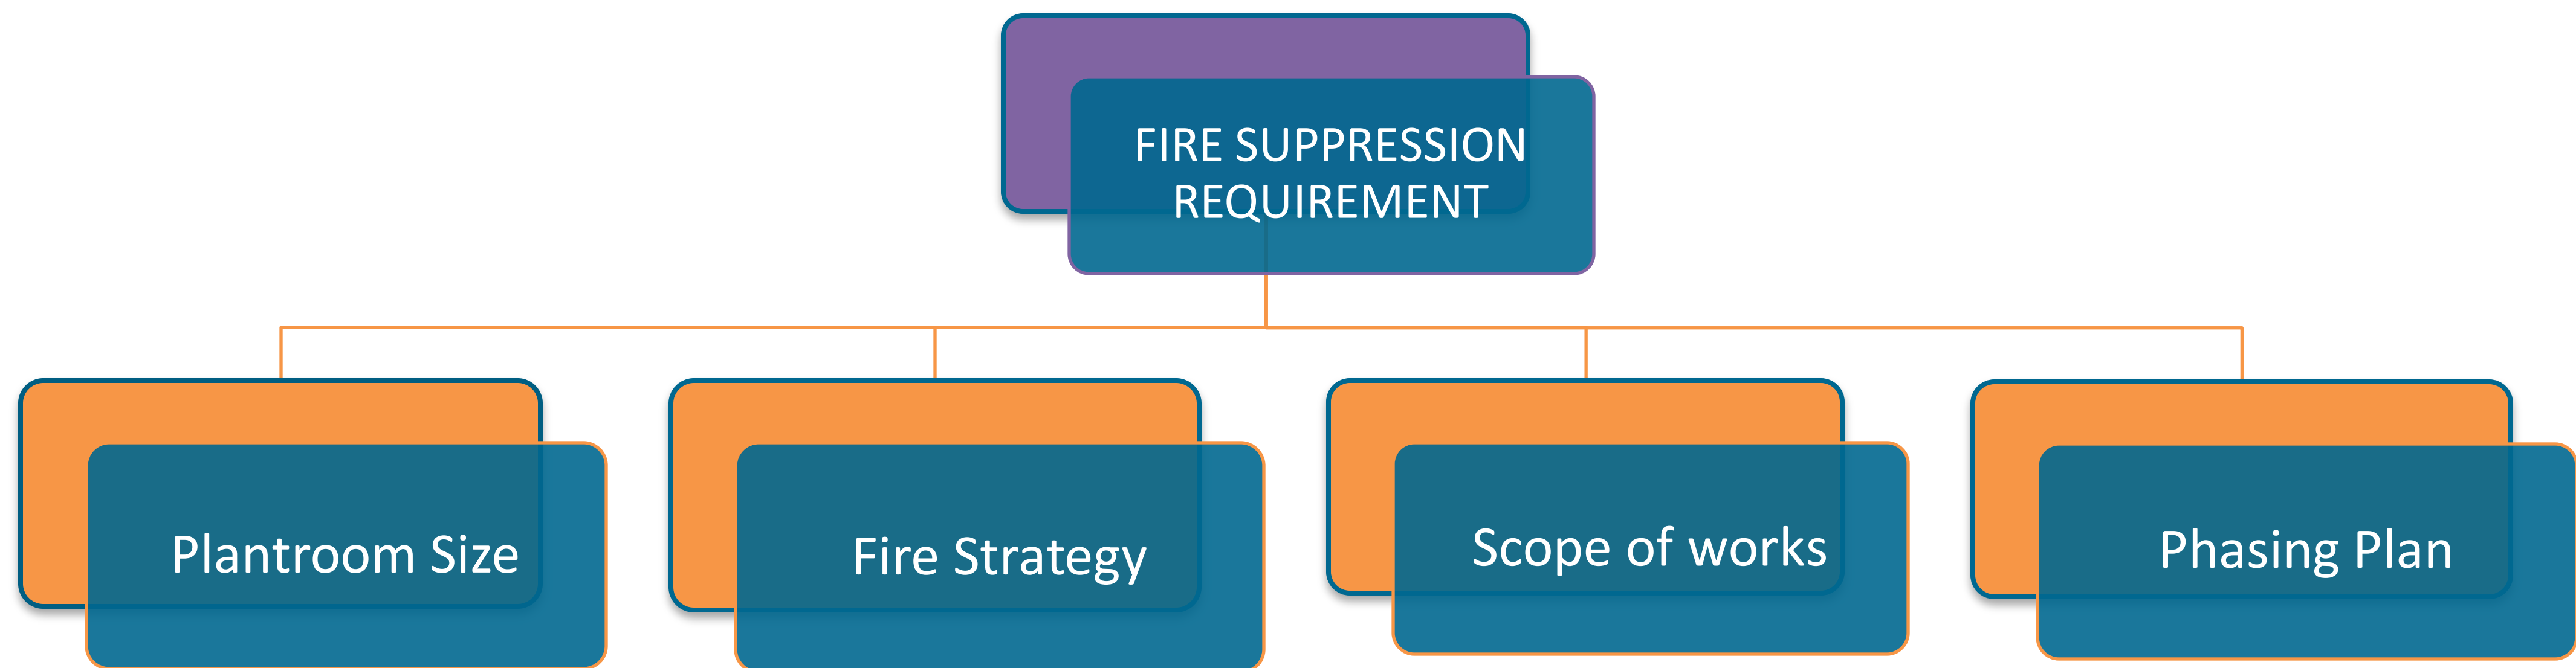 FIRE SUPPRESSION
REQUIREMENT
Plantroom Size
Fire Strategy
Scope of works
Phasing Plan